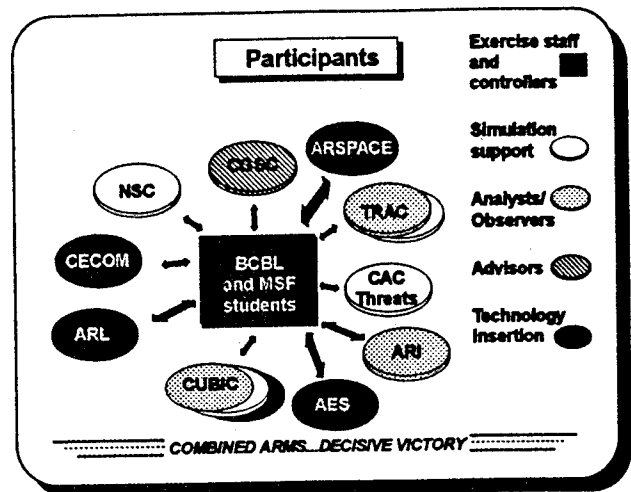 Participants
Exercise staff
and
controllers
Simulation
support
Analysts/
Observers
Advisors
Technology
Insertion
ARSPACE
CGSC
NSC
TRAC
CECOM
BCBL
and MSF
students
CAC
Threats
ARL
ARI
CUBIC
AES
COMBINED ARMS...DECISIVE VICTORY